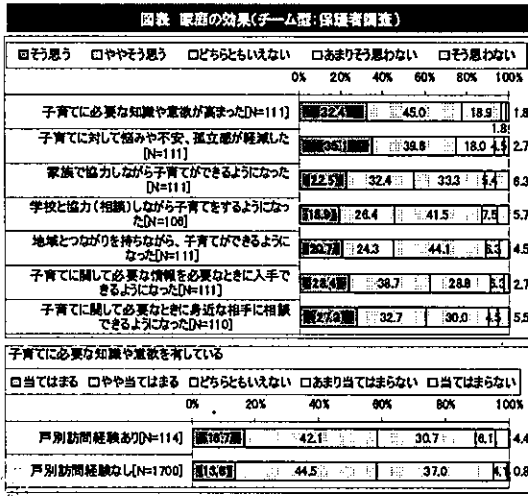 図表 家庭の効果(チーム型:保護者調査)
そう思う ややそう思う どちらともいえない あまりそう思わない そう思わない
0% 20% 40% 60% 80% 100%
子育てに必要な知識や意欲が高まった[N=111] 32.4 45.0 18.9 1.8
1.8
子育てに対して悩みや不安、孤立感が軽減した
[N=111] 18.0 2.7
家族で協力しながら子育てができるようになった
[N=111] 22.5 32.4 33.3 5.4 6.3
学校と協力(相談)しながら子育てをするようになっ
た[N=106] 18.9 26.4 41.5 7.5 5.7
地域とつながりを持ちながら、子育てができるように
なった[N=111] 20.7 24.3 44.1 6.3 4.5
子育てに関して必要な情報を必要なときに入手で
きるようになった[N=111] 38.7 28.8 2.7
子育てに関して必要なときに身近な相手に相談
できるようになった[N=110] 27.3 32.7 30.0 4.5 5.5
子育てに必要な知識や意欲を有している
当てはまる やや当てはまる どちらともいえない あまり当てはまらない 当てはまらない
0% 20% 40% 60% 80% 100%
戸別訪問経験あり[N=114] 16.7 42.1 30.7 6.1 4.4
戸別訪問経験なし[N=1700] 13.6 44.5 37.0 4.1 0.8